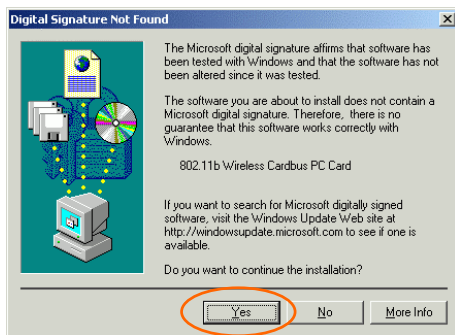 Digital Signature Not Found
The Microsoft digital signature affirms that software has
been tested with Windows and that the software has not
been altered since it was tested.
The software you are about to install does not contain a
Microsoft digital signature. Therefore, there is no
guarantee that this software works correctly with
Windows.
802.11b Wireless Cardbus PC Card
If you want to search for Microsoft digitally signed
software, visit the Windows Update Web site at
http://windowsupdate.microsoft.com to see if one is
available.
Do you want to continue the installation?
Yes No More Info